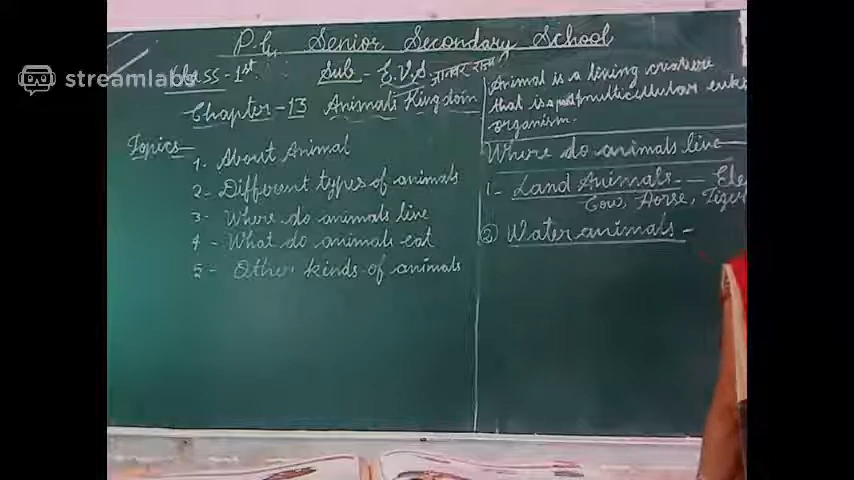 streamlabs
P.G. Senior Secondary School
Class - 1st Sub - E.V.S
Chapter - 13 Animals Kingdom
Topics -
1. About Animal
2 - Different types of animals
3 - Where do animals live
4 - What do animals eat
5 - Other kinds of animals
Animal is a living creature
that is a multicellular
organism.
Where do animals live
1 - Land Animals - Ele
Cow, Horse, Tiger
② Water animals -